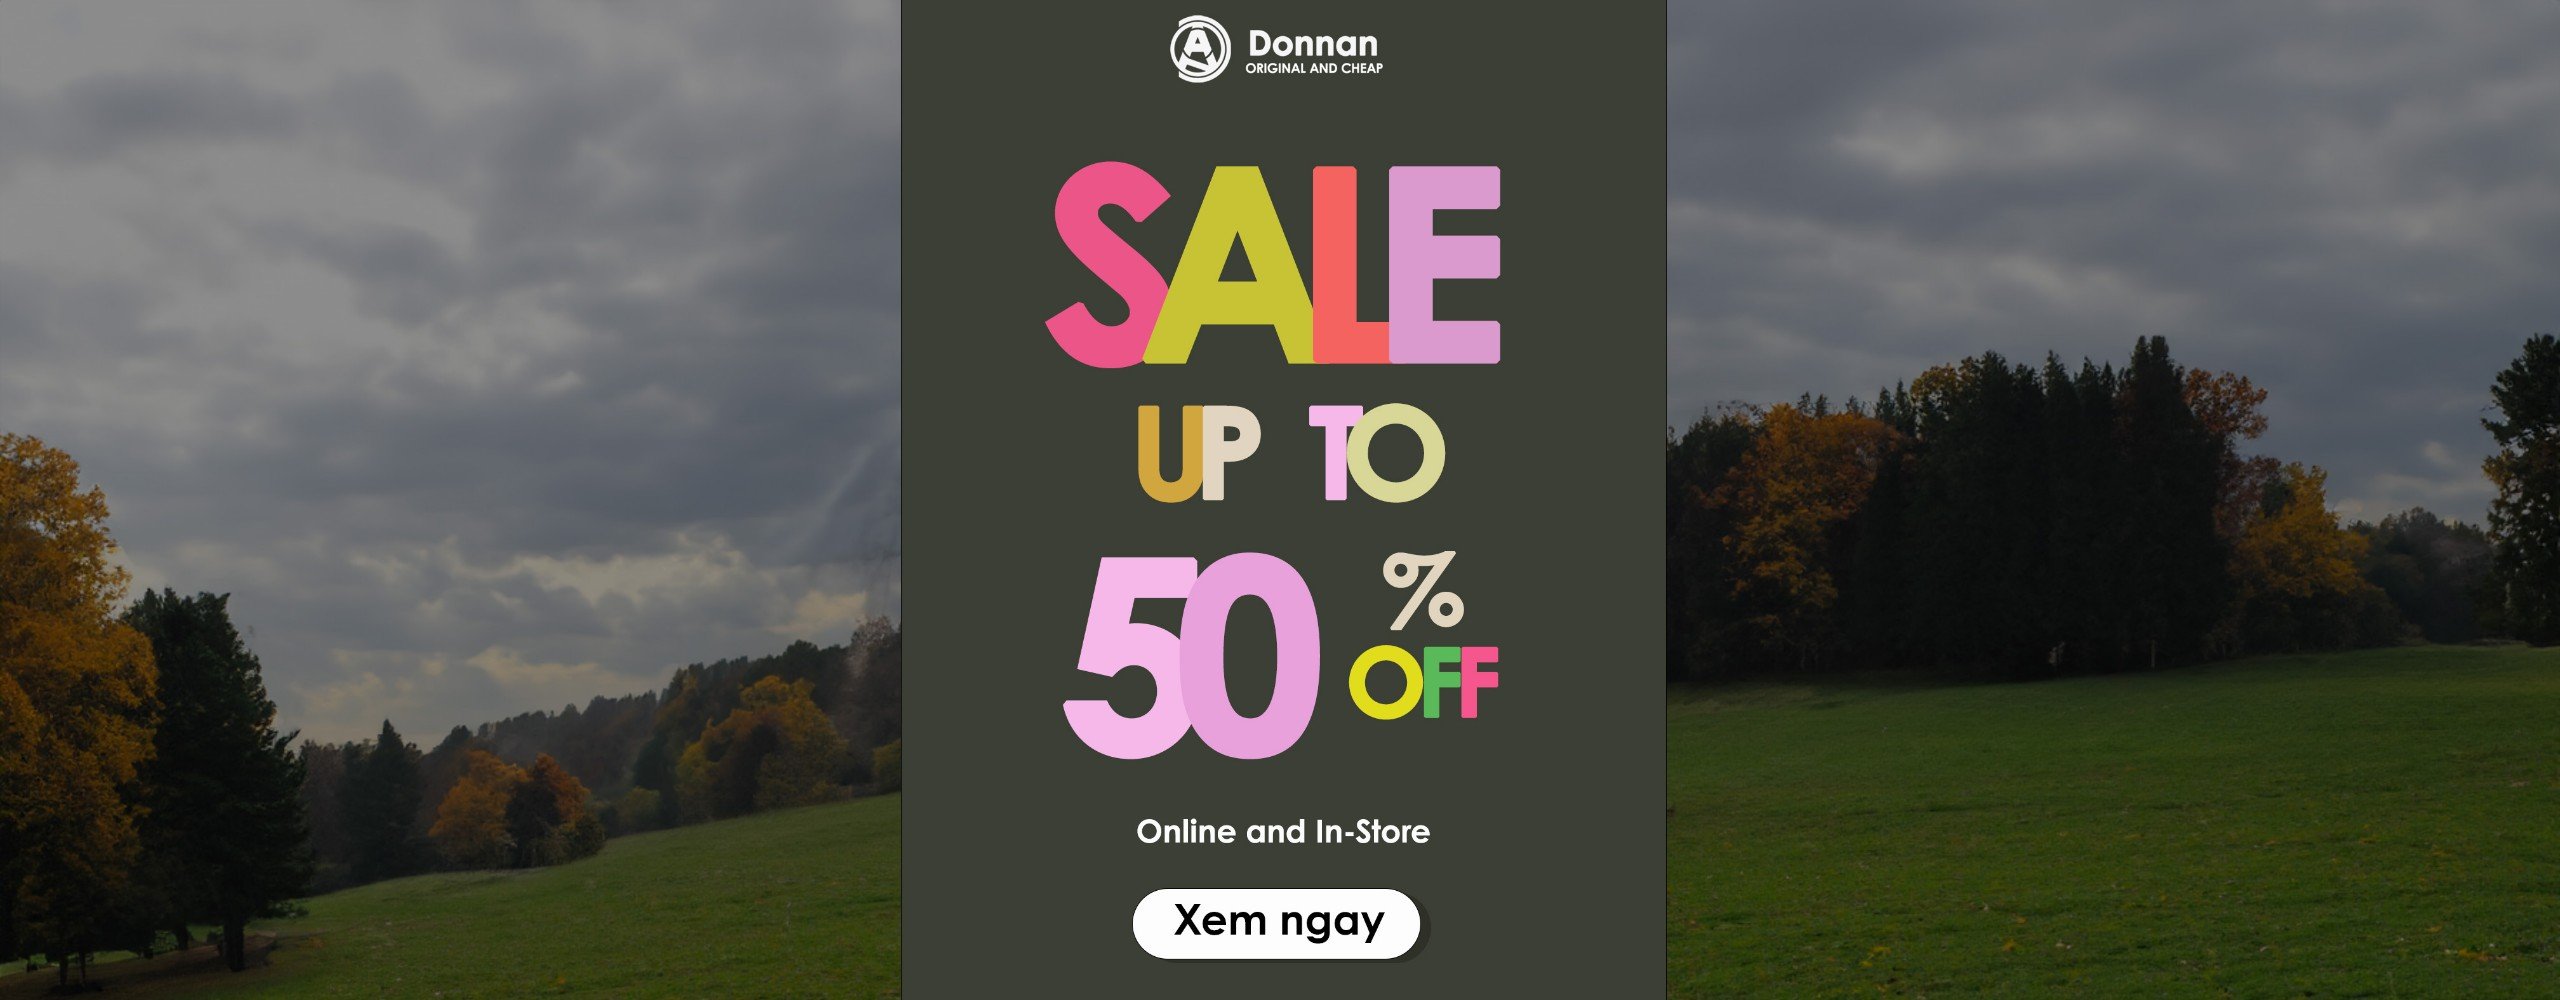 Donnan
ORIGINAL AND CHEAP
SALE
UP TO
50%
OFF
Online and In-Store
Xem ngay